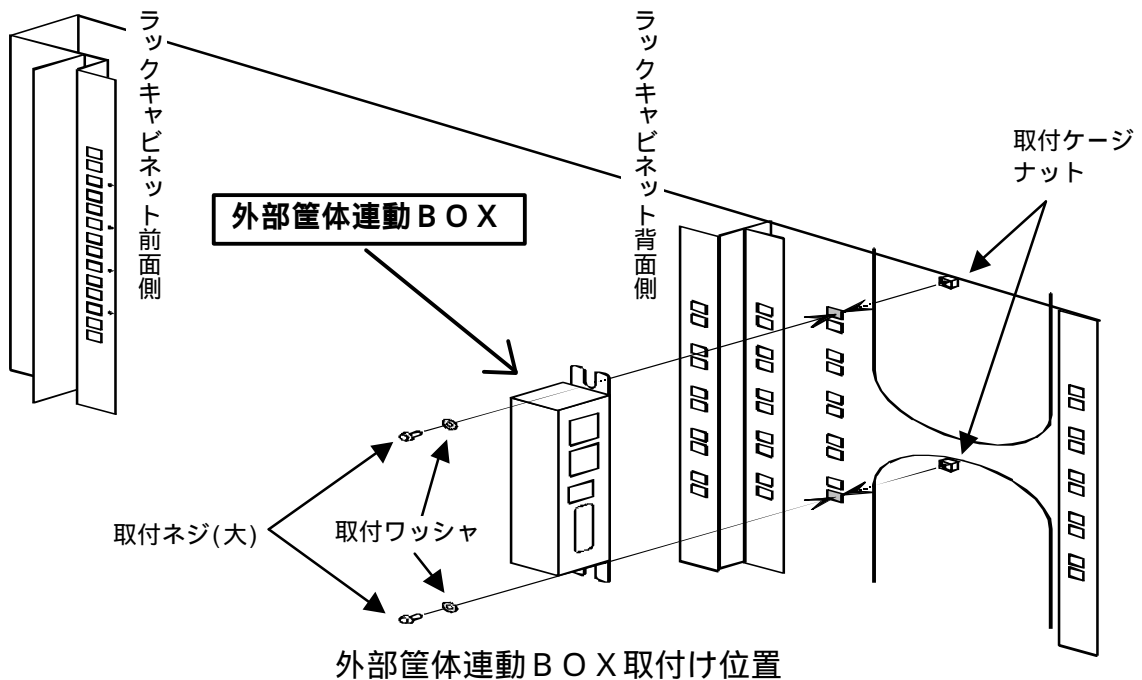 ラックキャビネット前面側
ラックキャビネット背面側
取付ケージ
ナット
外部筐体連動ＢＯＸ
取付ネジ(大)
取付ワッシャ
外部筐体連動ＢＯＸ取付け位置